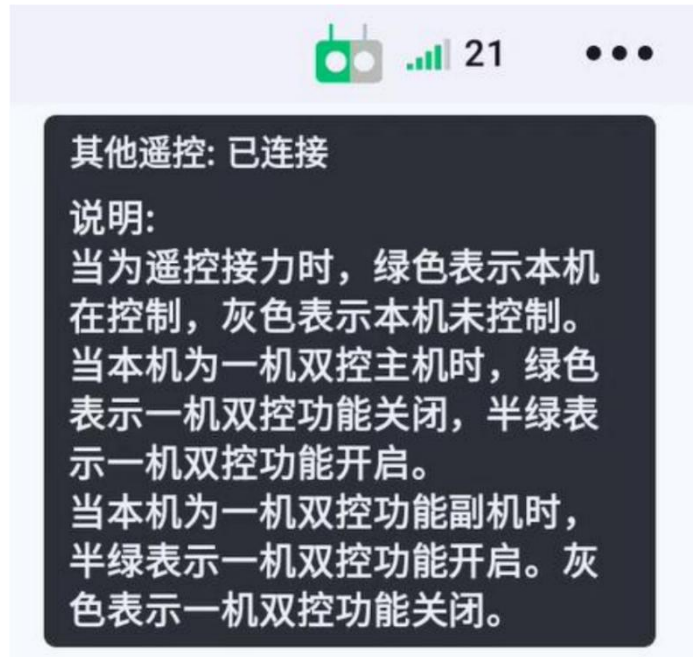 21
其他遥控: 已连接
说明:
当为遥控接力时，绿色表示本机
在控制，灰色表示本机未控制。
当本机为一机双控主机时，绿色
表示一机双控功能关闭，半绿表
示一机双控功能开启。
当本机为一机双控功能副机时，
半绿表示一机双控功能开启。灰
色表示一机双控功能关闭。